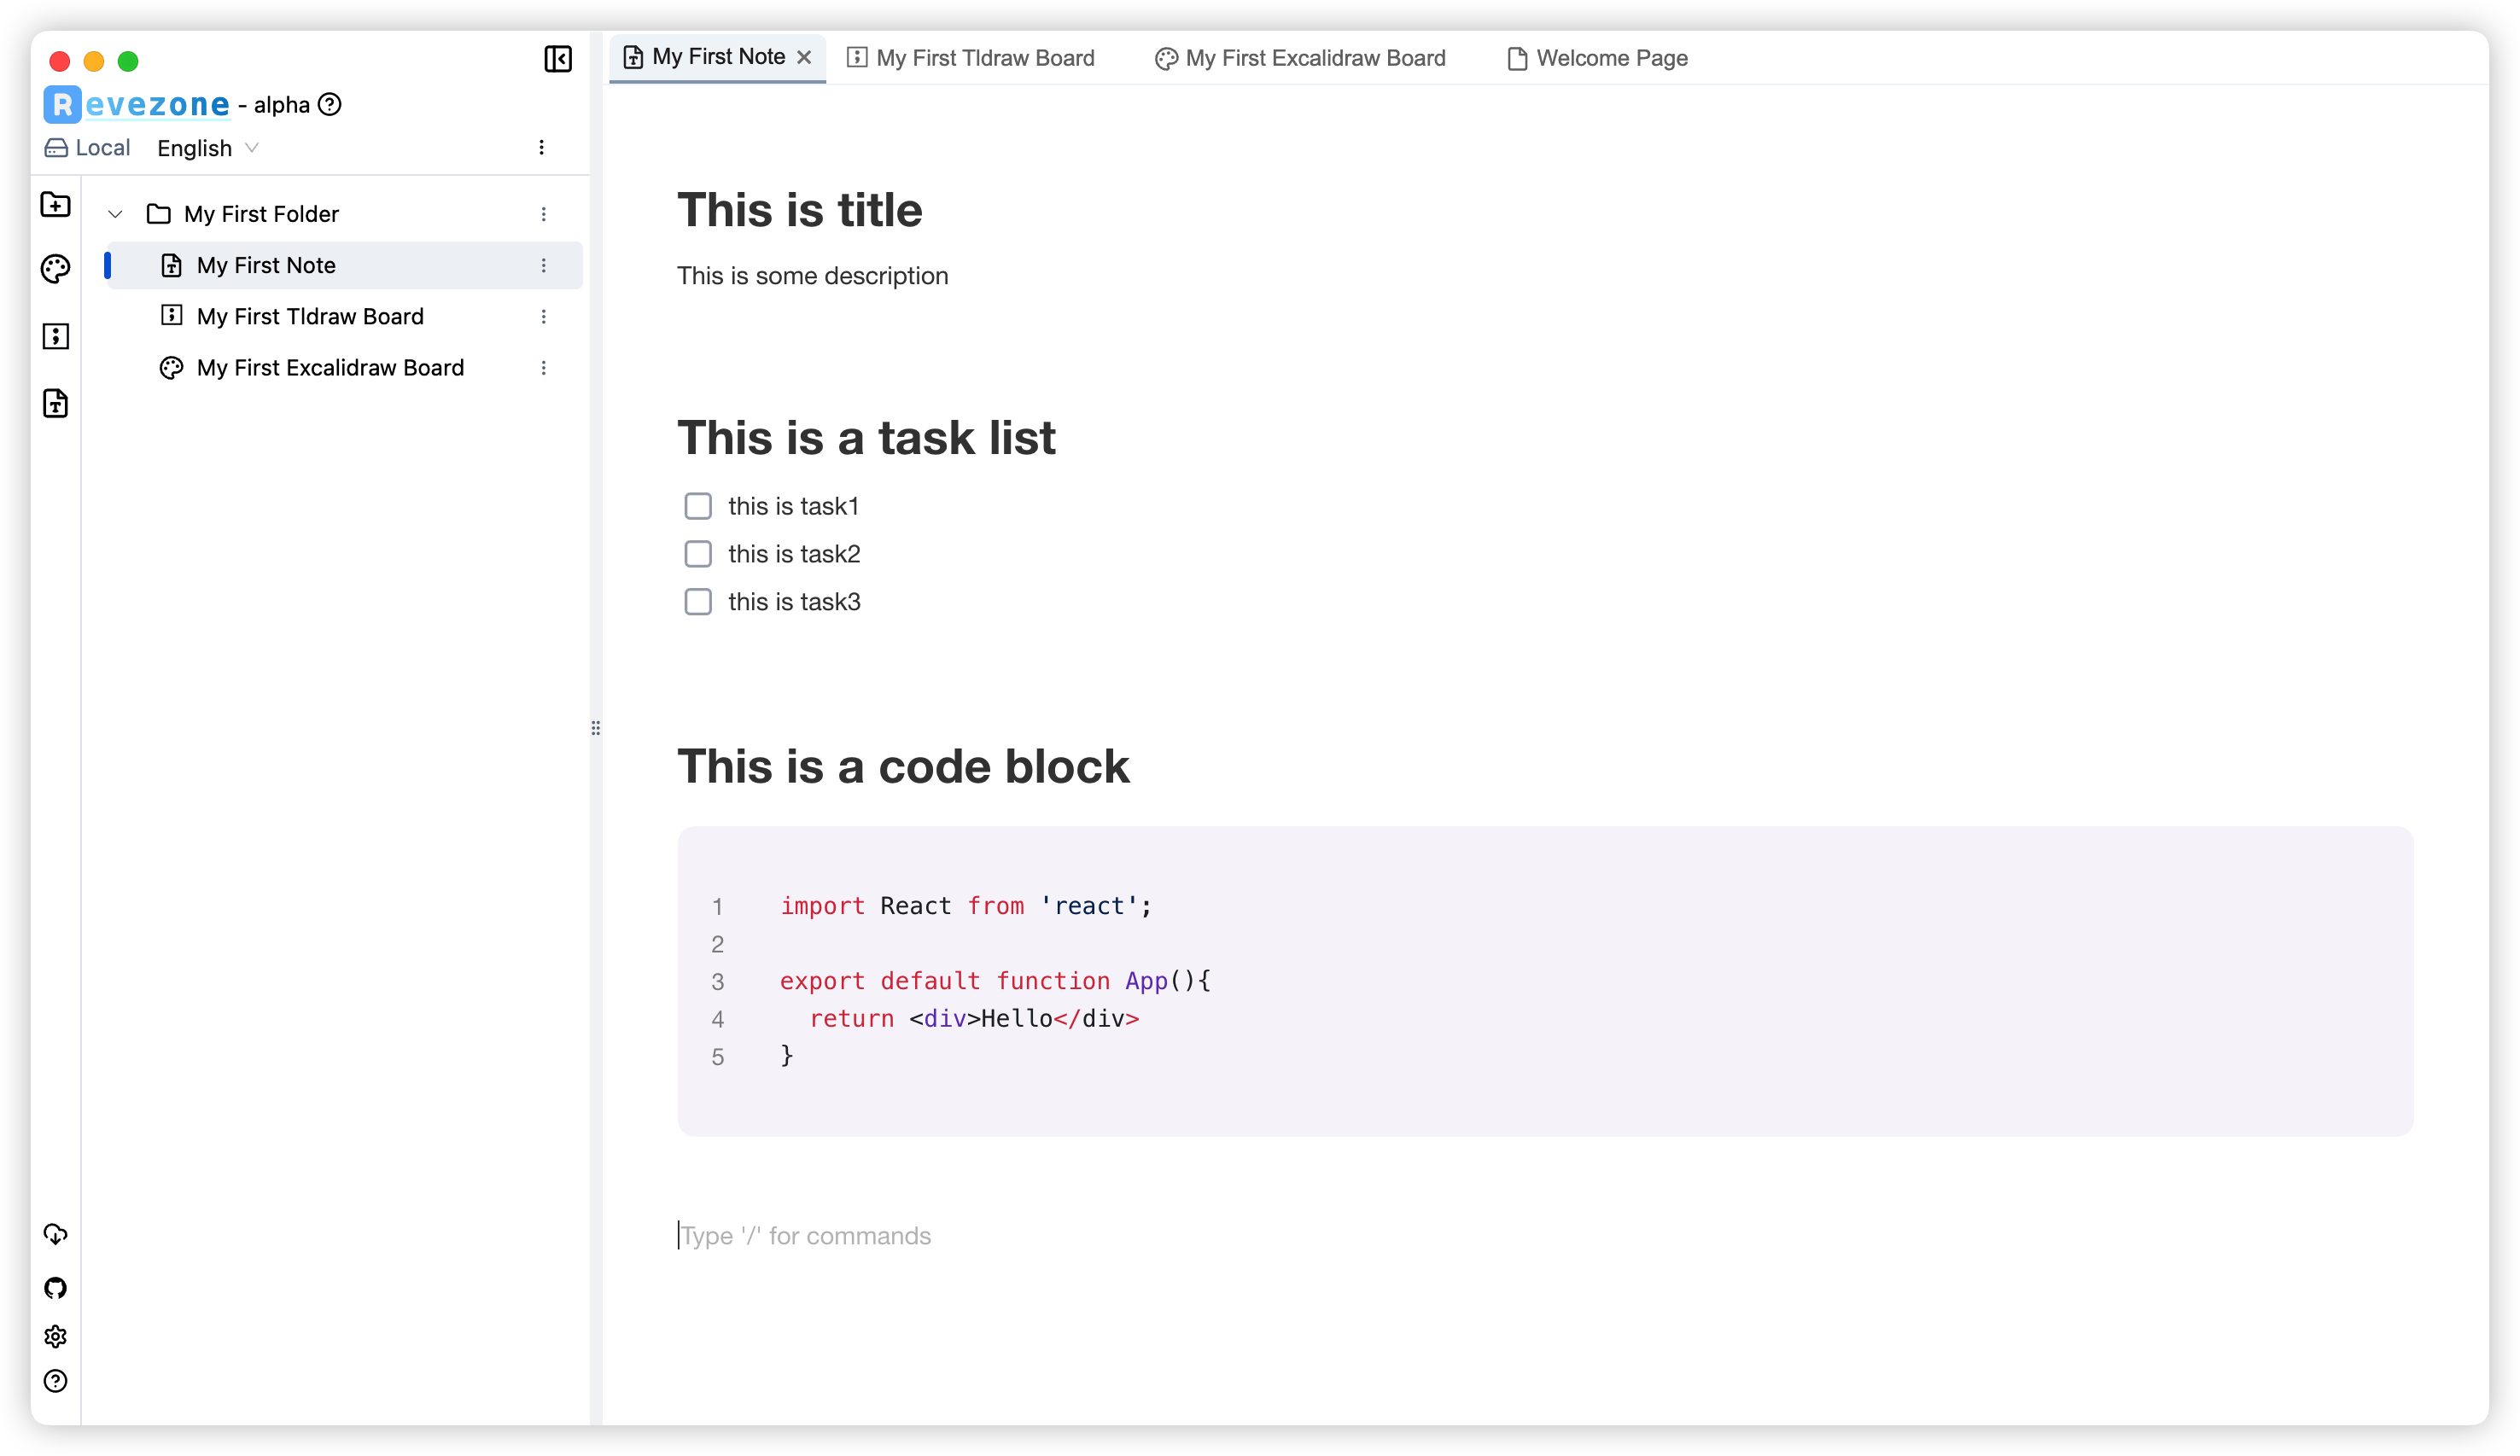 Revezone - alpha
Local English
My First Folder
My First Note
My First Tldraw Board
My First Excalidraw Board
My First Note My First Tldraw Board My First Excalidraw Board Welcome Page
This is title
This is some description
This is a task list
this is task1
this is task2
this is task3
This is a code block
1 import React from 'react';
2
3 export default function App(){
4   return <div>Hello</div>
5 }
Type '/' for commands